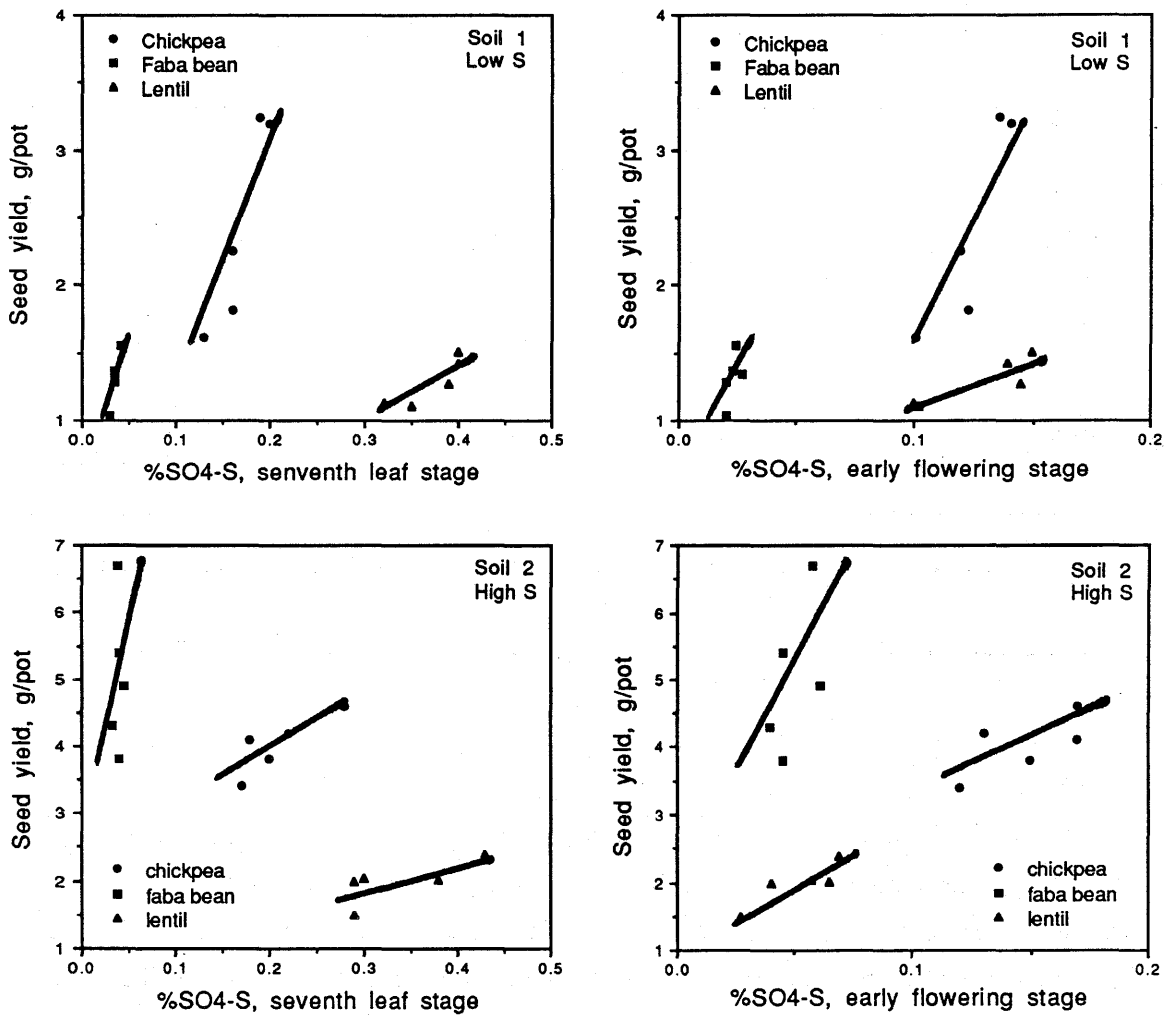 4
3
2
1
Seed yield, g/pot
Chickpea
Faba bean
Lentil
Soil 1
Low S
0.0 0.1 0.2 0.3 0.4 0.5
%SO4-S, senventh leaf stage
4
3
2
1
Seed yield, g/pot
Chickpea
Faba bean
Lentil
Soil 1
Low S
0.0 0.1 0.2
%SO4-S, early flowering stage
7
6
5
4
3
2
1
Seed yield, g/pot
Soil 2
High S
chickpea
faba bean
lentil
0.0 0.1 0.2 0.3 0.4 0.5
%SO4-S, seventh leaf stage
7
6
5
4
3
2
1
Seed yield, g/pot
Soil 2
High S
chickpea
faba bean
lentil
0.0 0.1 0.2
%SO4-S, early flowering stage